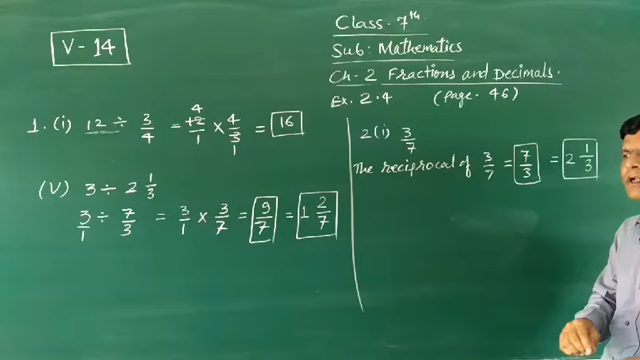 V-14
Class - 7th.
Sub: Mathematics
Ch-2 Fractions and Decimals.
Ex. 2.4 (Page - 46)
1. (i) 12 ÷ 3/4 = 4 12/1 × 4/3 1 = 16
(V) 3 ÷ 2 1/3
3/1 ÷ 7/3 = 3/1 × 3/7 = 9/7 = 1 2/7
2 (i) 3/7
The reciprocal of 3/7 = 7/3 = 2 1/3